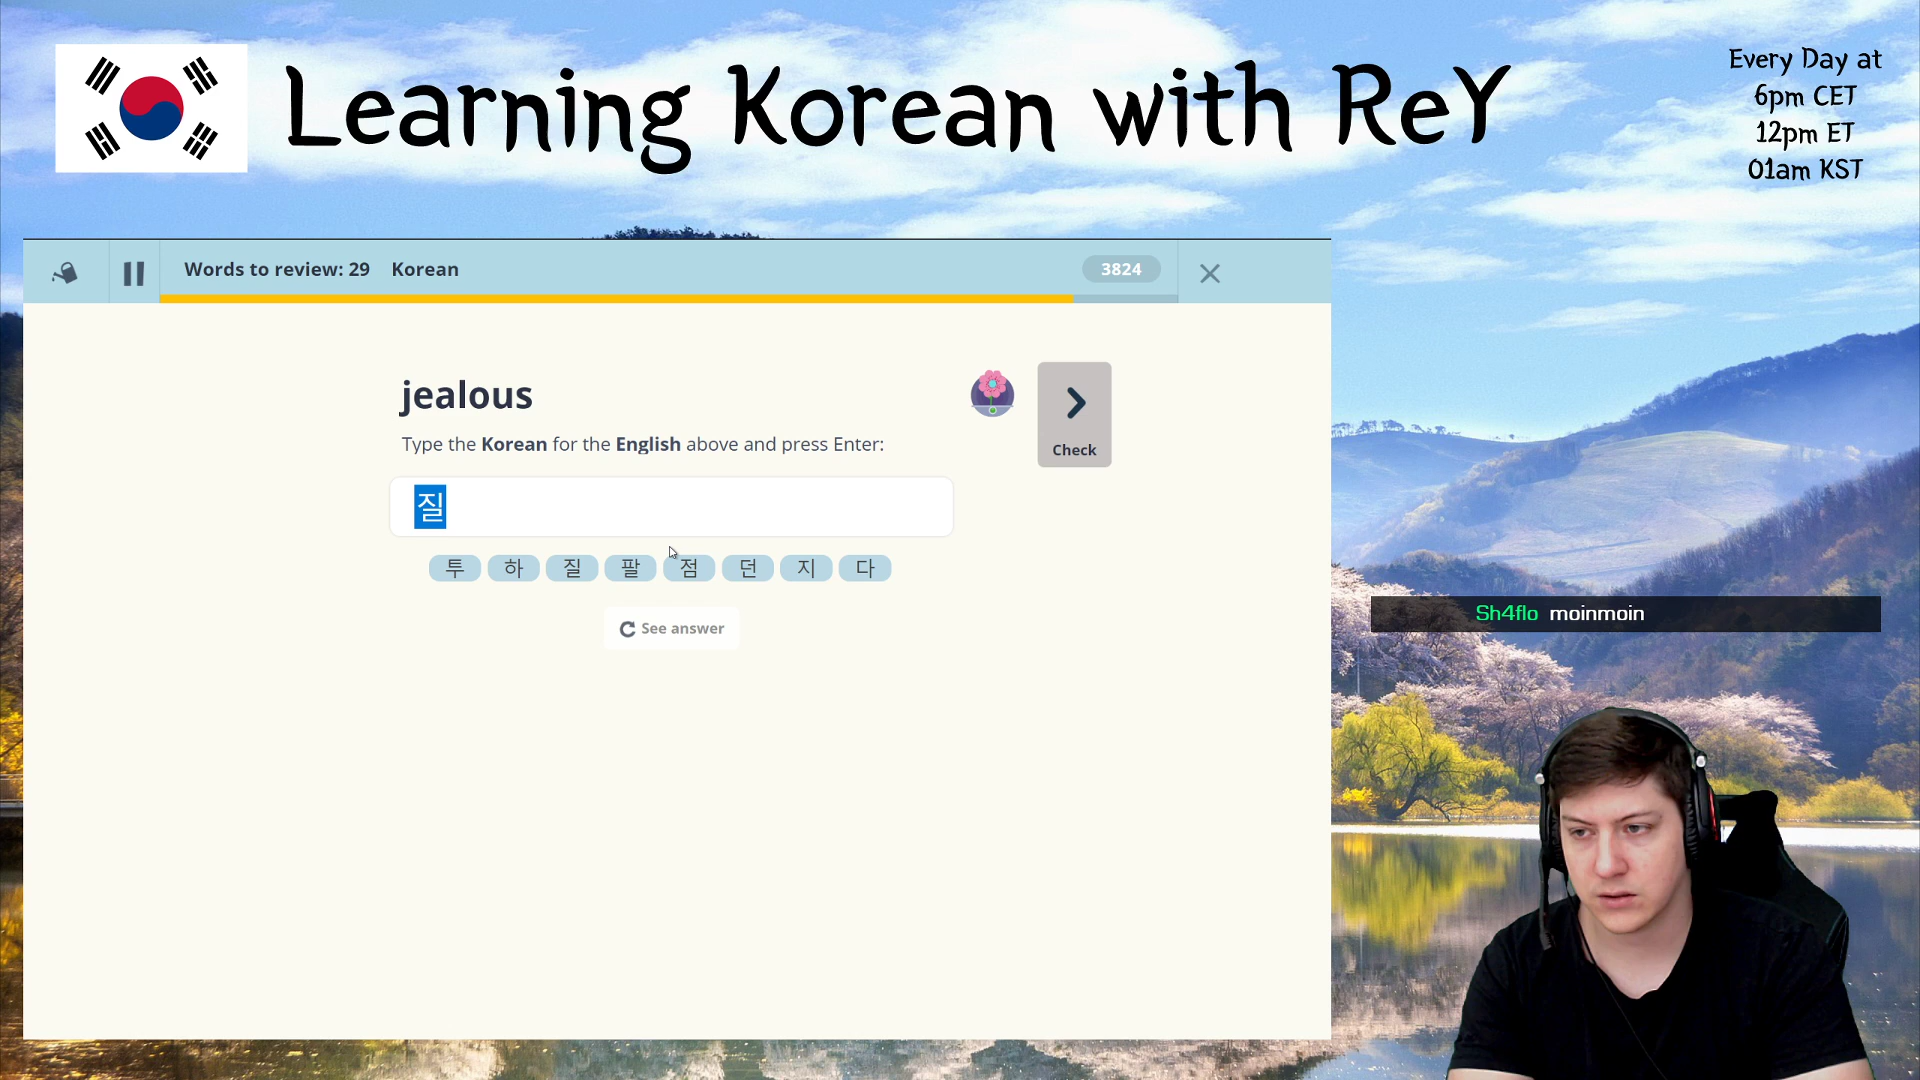 Learning Korean with ReY
Every Day at
6pm CET
12pm ET
01am KST
Words to review: 29 Korean
3824
jealous
Type the Korean for the English above and press Enter:
Check
질
투 하 질 팔 점 던 지 다
See answer
Sh4flo moinmoin